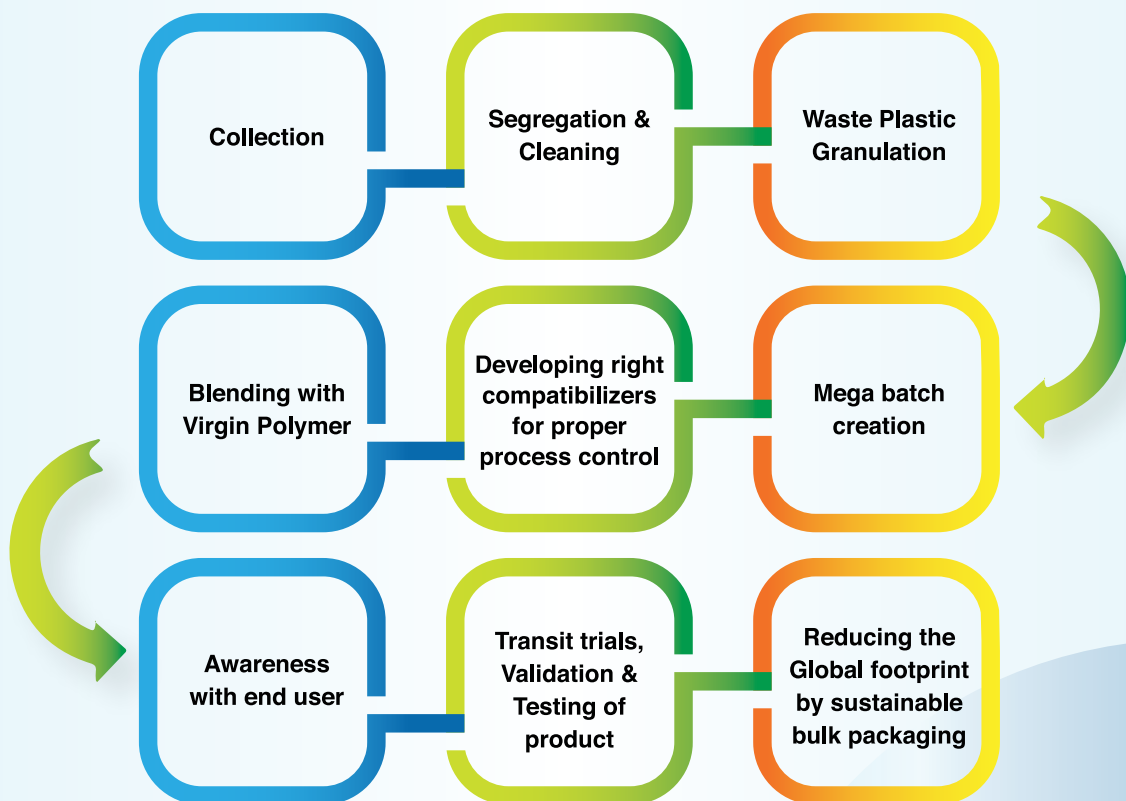 Collection
Segregation &
Cleaning
Waste Plastic
Granulation
Blending with
Virgin Polymer
Developing right
compatibilizers
for proper
process control
Mega batch
creation
Awareness
with end user
Transit trials,
Validation &
Testing of
product
Reducing the
Global footprint
by sustainable
bulk packaging